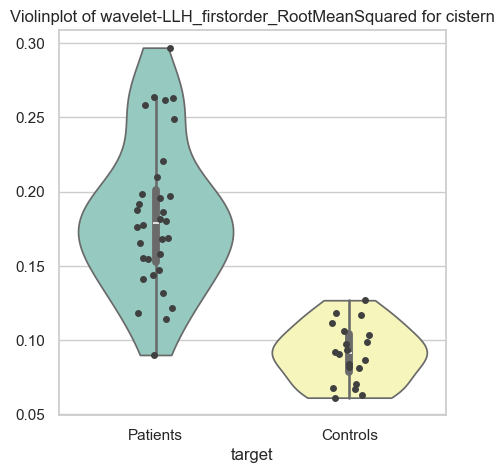 Violinplot of wavelet-LLH_firstorder_RootMeanSquared for cistern
0.30
0.25
0.20
0.15
0.10
0.05
Patients Controls
target